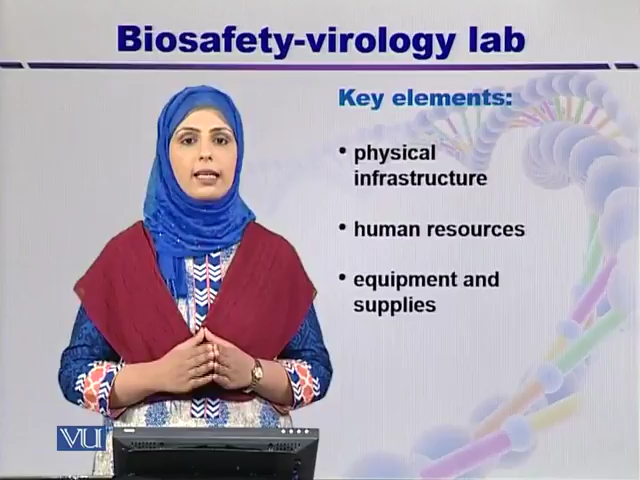 Biosafety-virology lab
Key elements:
• physical
infrastructure
• human resources
• equipment and
supplies
VU